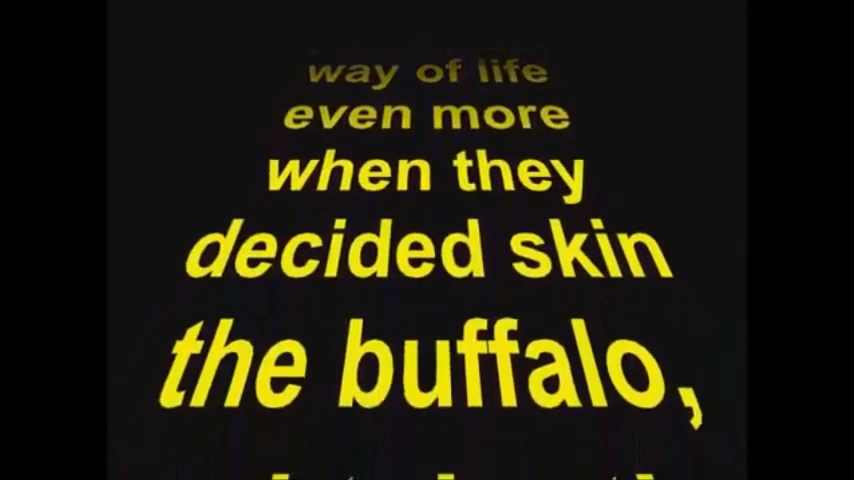 way of life
even more
when they
decided skin
the buffalo,